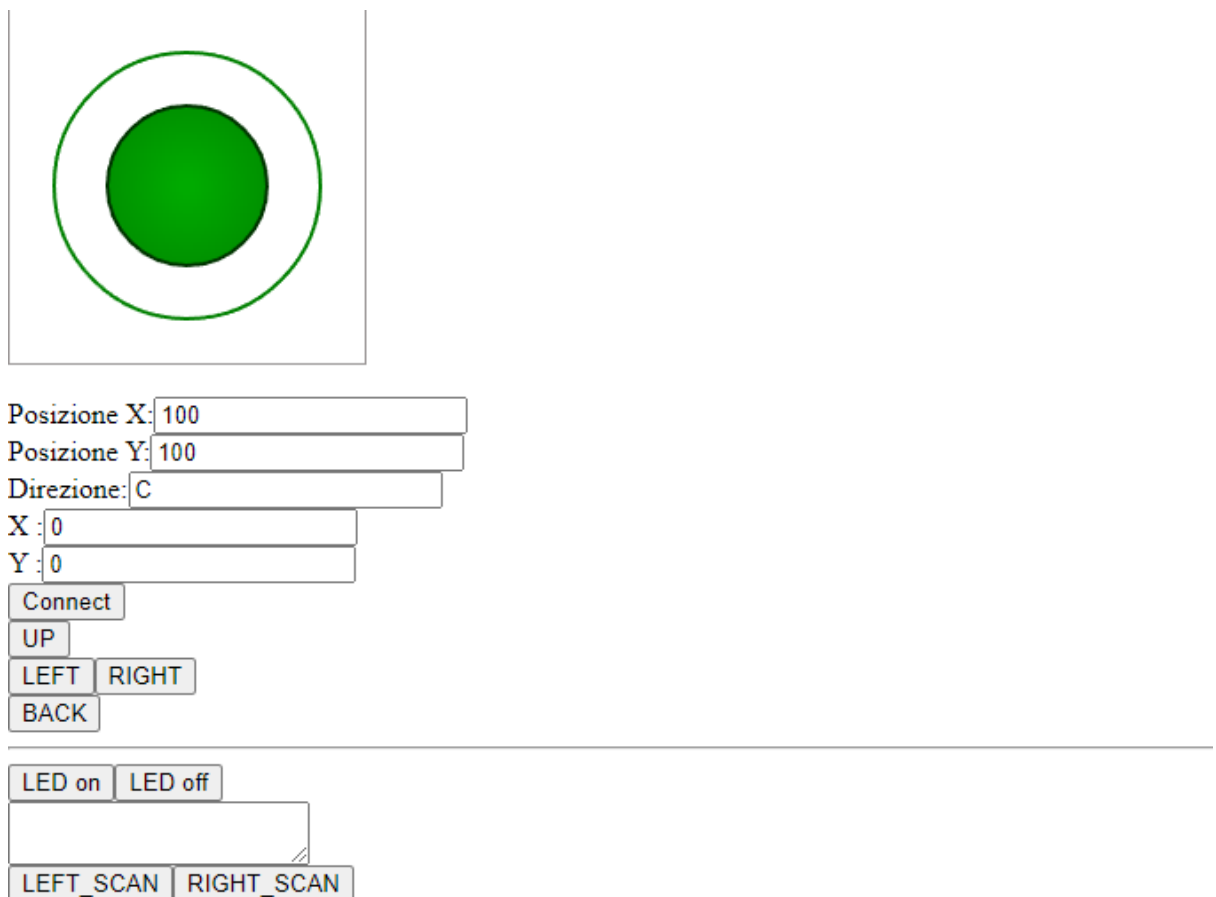 Posizione X: 100
Posizione Y: 100
Direzione: C
X : 0
Y : 0
Connect
UP
LEFT RIGHT
BACK
LED on LED off
LEFT_SCAN RIGHT_SCAN